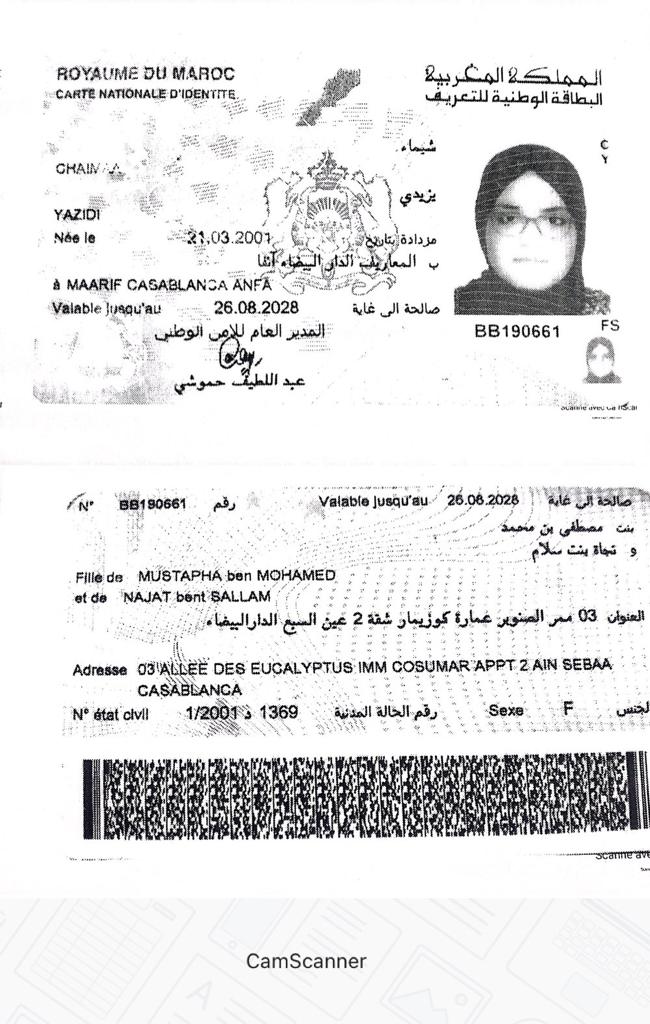 ROYAUME DU MAROC
المملكة المغربية
CARTE NATIONALE D'IDENTITE
البطاقة الوطنية للتعريف
شيماء
CHAIMAA
يزيدي
YAZIDI
Née le 21.03.2001 مزدادة بتاريخ
ب المعاريف الدار البيضاء آنفا
à MAARIF CASABLANCA ANFA
Valable jusqu'au 26.08.2028 صالحة الى غاية
المدير العام للامن الوطني
عبد اللطيف حموشي
C
Y
BB190661
FS
Scanné avec CamScanner
N° BB190661 رقم Valable jusqu'au 26.08.2028 صالحة الى غاية
بنت مصطفى بن محمد
و نجاة بنت سلام
Fille de MUSTAPHA ben MOHAMED
et de NAJAT bent SALLAM
العنوان 03 ممر الصنوبر عمارة كوزيمار شقة 2 عين السبع الدارالبيضاء
Adresse 03 ALLEE DES EUCALYPTUS IMM COSUMAR APPT 2 AIN SEBAA
CASABLANCA
N° état civil 1/2001 د 1369 رقم الحالة المدنية Sexe F الجنس
Scanné ave
CamScanner